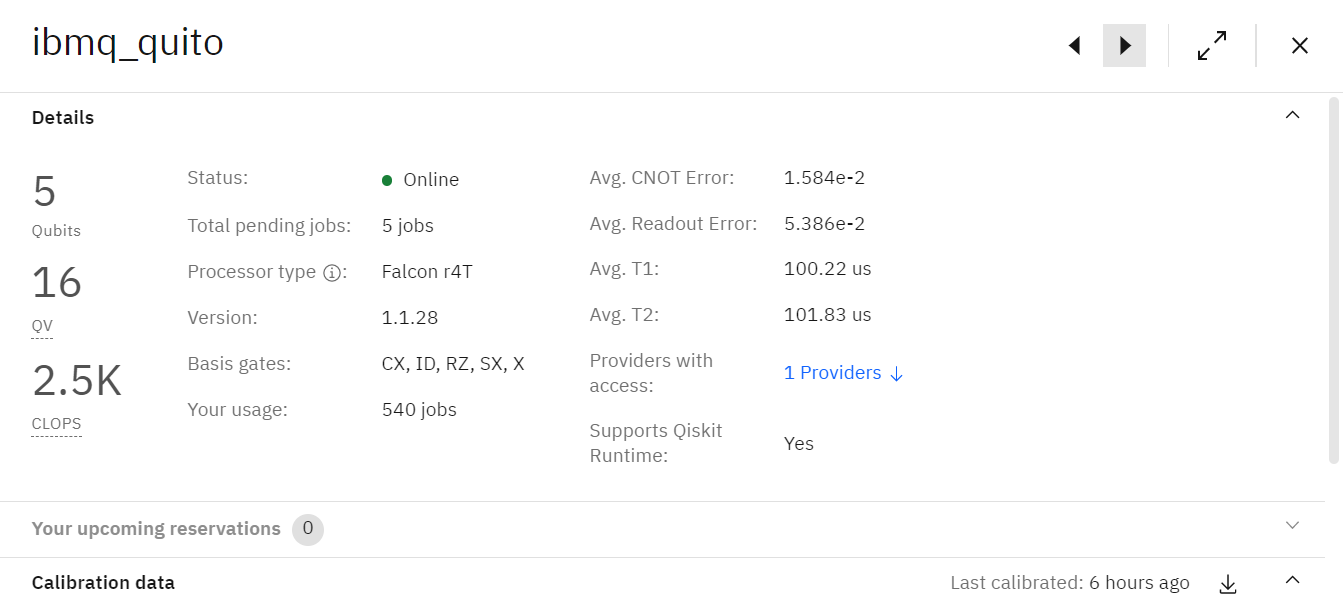 ibmq_quito
Details
5
Qubits
16
QV
2.5K
CLOPS
Status: Online
Total pending jobs: 5 jobs
Processor type : Falcon r4T
Version: 1.1.28
Basis gates: CX, ID, RZ, SX, X
Your usage: 540 jobs
Avg. CNOT Error: 1.584e-2
Avg. Readout Error: 5.386e-2
Avg. T1: 100.22 us
Avg. T2: 101.83 us
Providers with
access: 1 Providers ↓
Supports Qiskit
Runtime: Yes
Your upcoming reservations 0
Calibration data Last calibrated: 6 hours ago